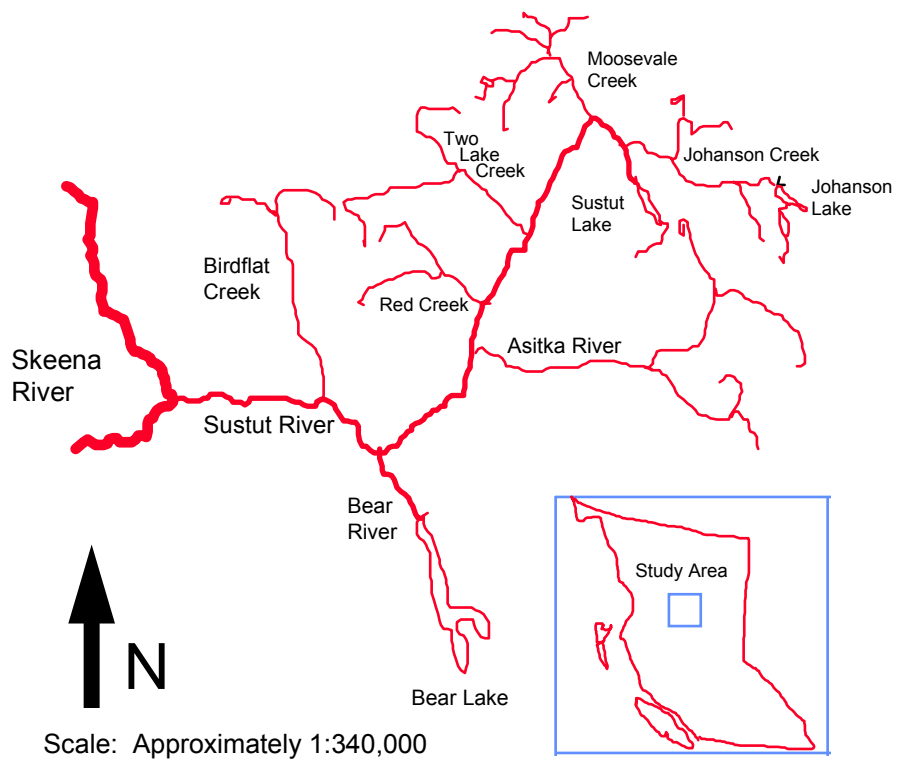 Moosevale
Creek
Two
Lake
Creek
Johanson Creek
Johanson
Lake
Sustut
Lake
Birdflat
Creek
Red Creek
Asitka River
Skeena
River
Sustut River
Bear
River
Study Area
N
Bear Lake
Scale: Approximately 1:340,000